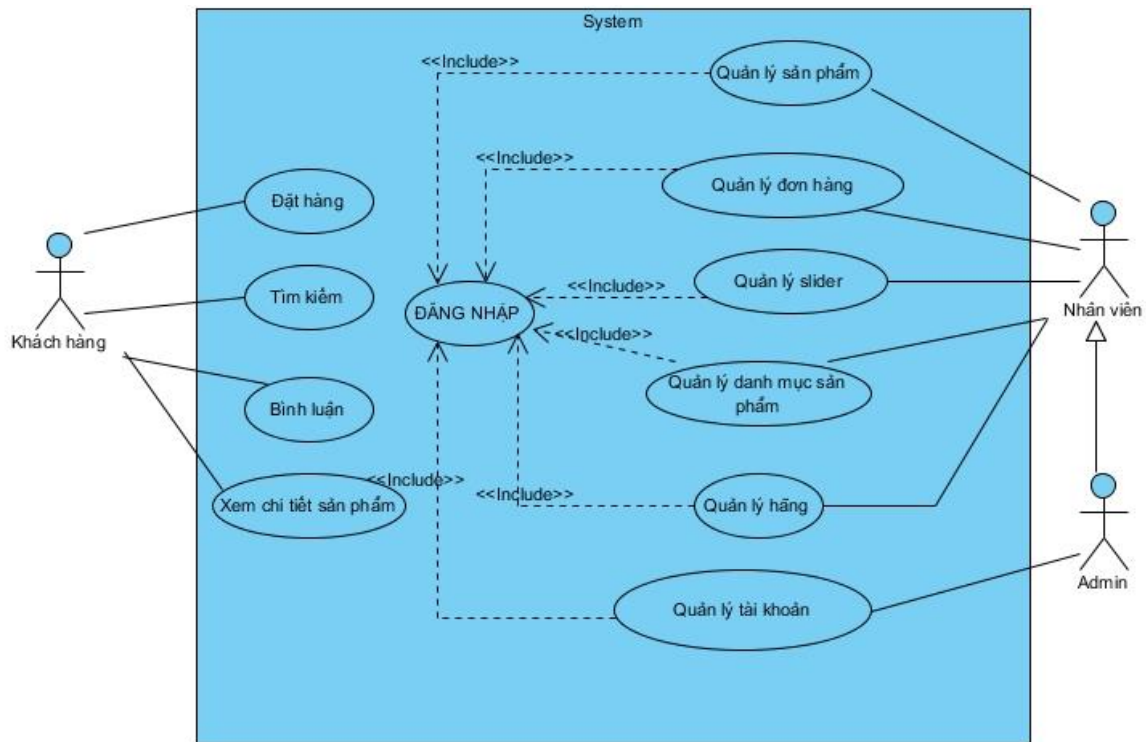 System
<<Include>>
Quản lý sản phẩm
<<Include>>
Quản lý đơn hàng
Đặt hàng
<<Include>>
Quản lý slider
Tìm kiếm
ĐĂNG NHẬP
Nhân viên
Khách hàng
<<Include>>
Quản lý danh mục sản
phẩm
Bình luận
<<Include>>
<<Include>>
Xem chi tiết sản phẩm
Quản lý hãng
Admin
Quản lý tài khoản